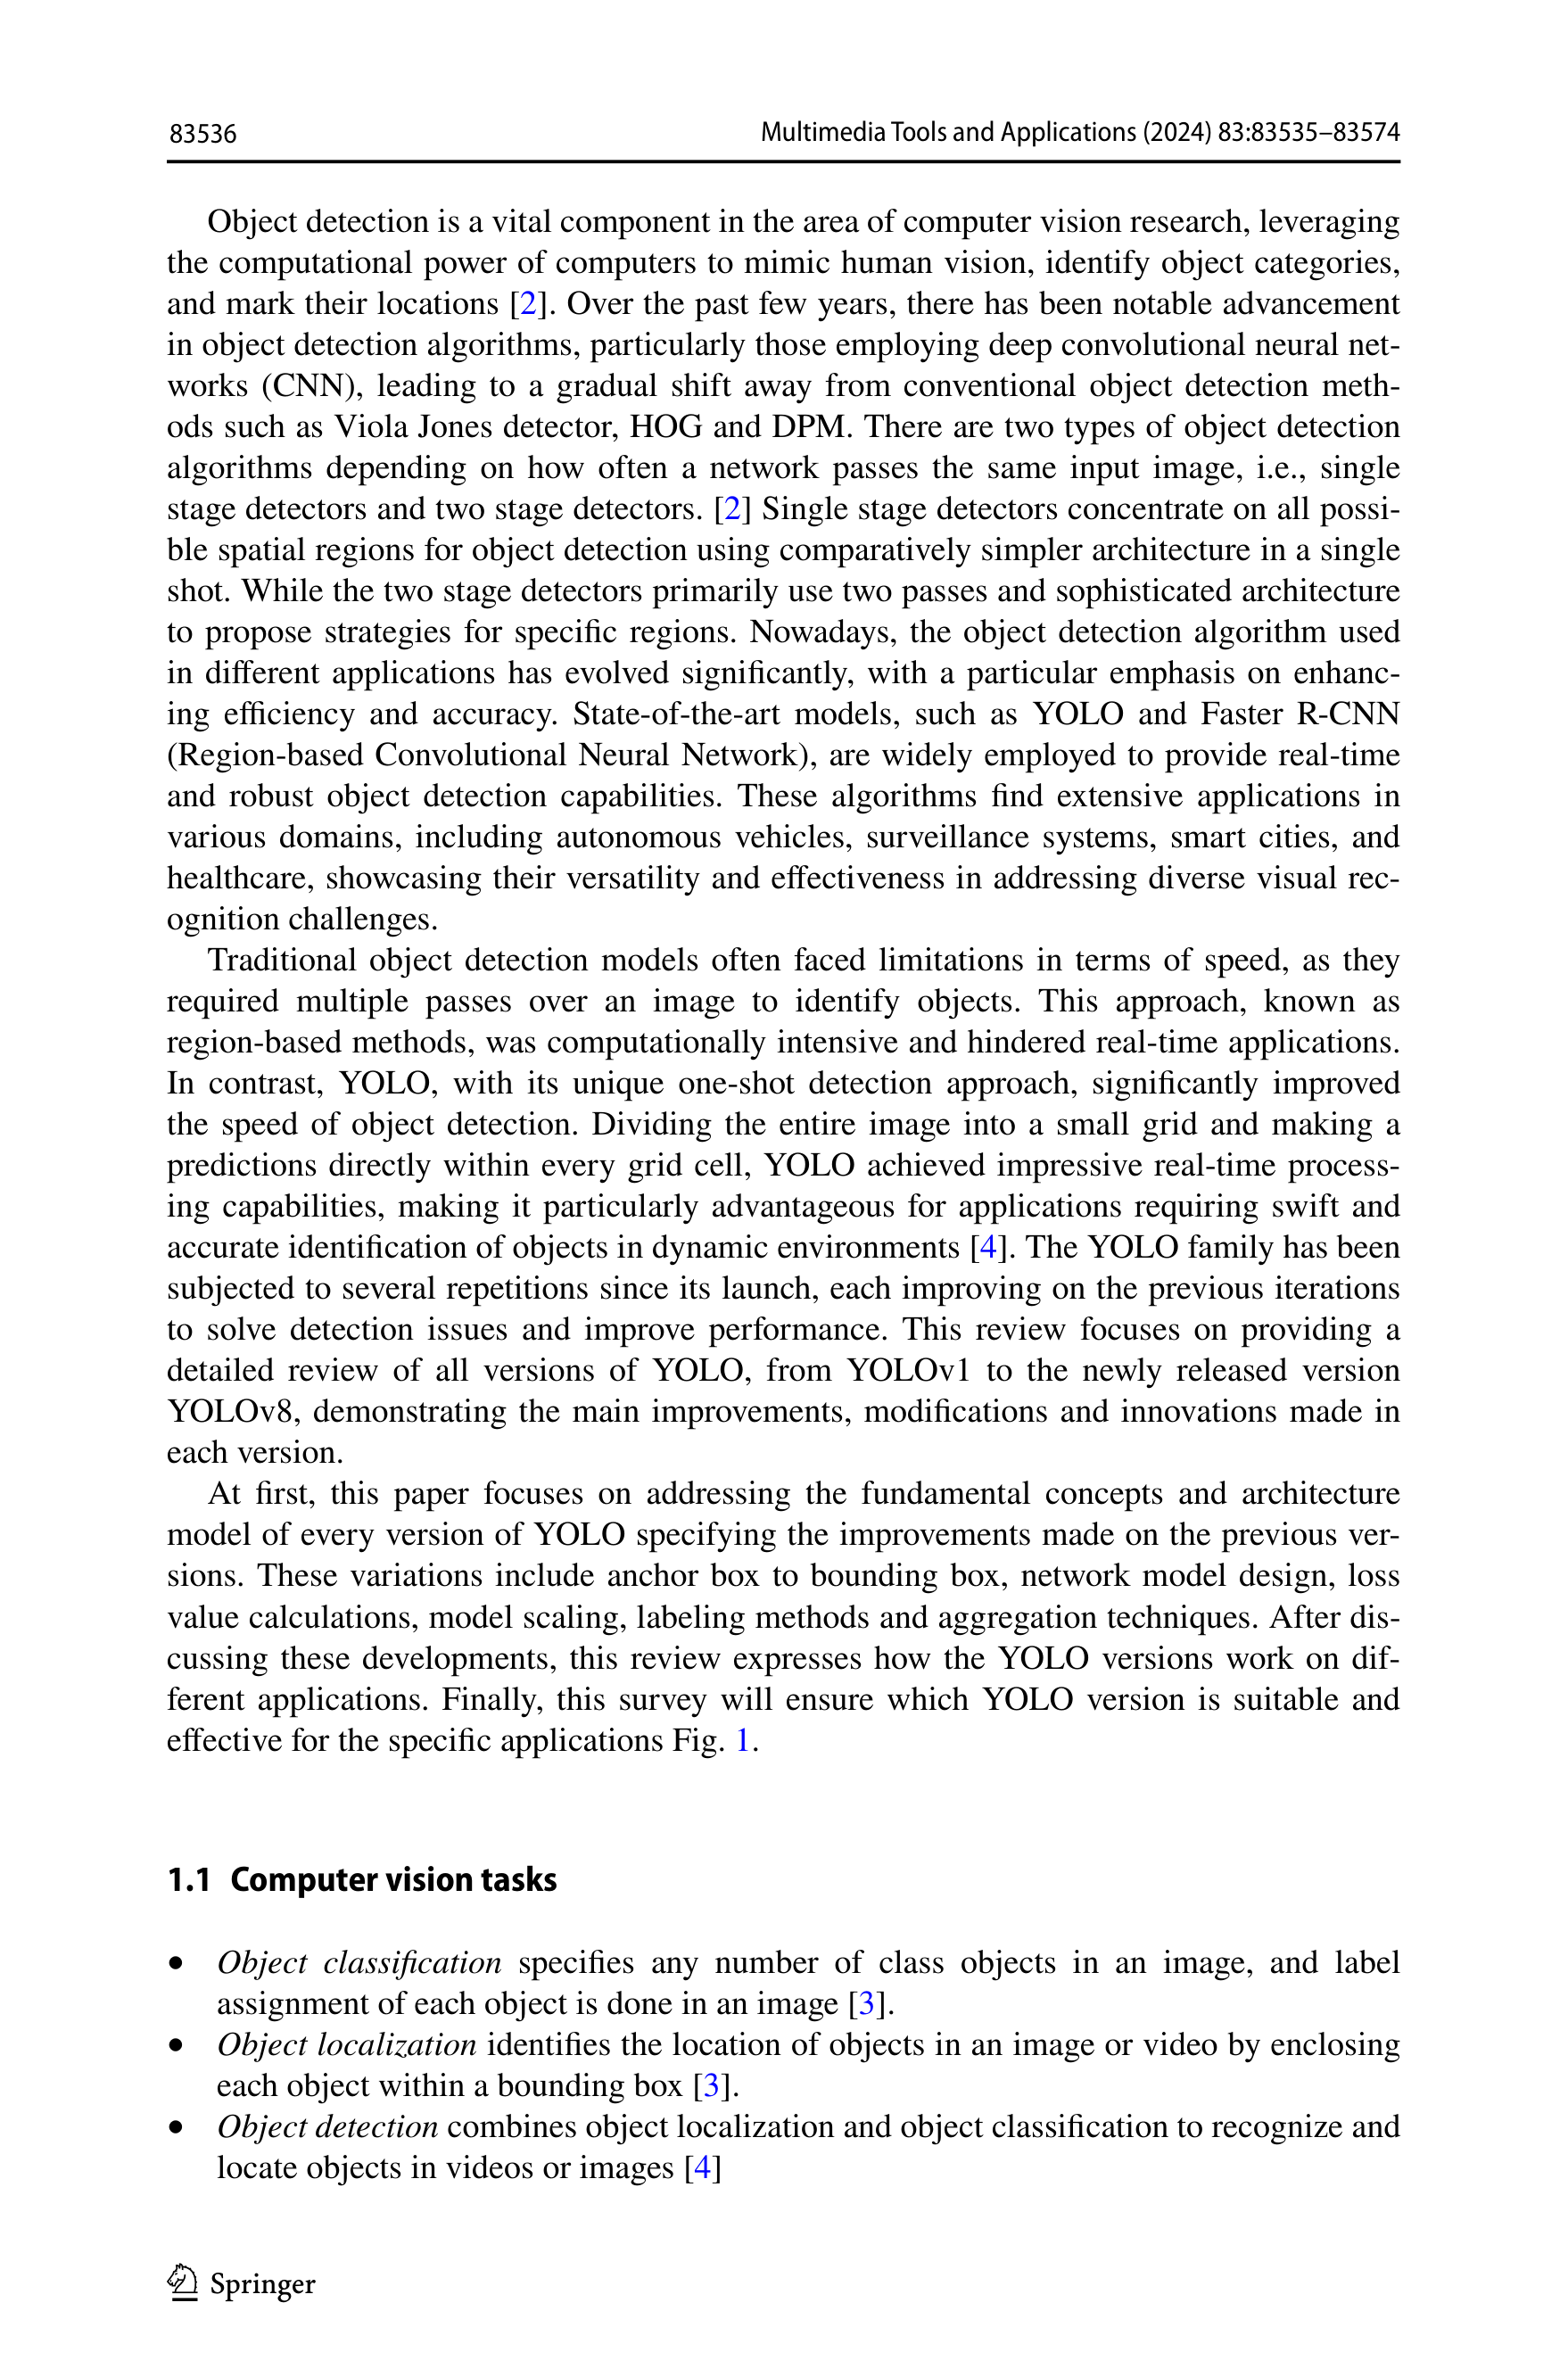 83536
Multimedia Tools and Applications (2024) 83:83535–83574
Object detection is a vital component in the area of computer vision research, leveraging
the computational power of computers to mimic human vision, identify object categories,
and mark their locations [2]. Over the past few years, there has been notable advancement
in object detection algorithms, particularly those employing deep convolutional neural net-
works (CNN), leading to a gradual shift away from conventional object detection meth-
ods such as Viola Jones detector, HOG and DPM. There are two types of object detection
algorithms depending on how often a network passes the same input image, i.e., single
stage detectors and two stage detectors. [2] Single stage detectors concentrate on all possi-
ble spatial regions for object detection using comparatively simpler architecture in a single
shot. While the two stage detectors primarily use two passes and sophisticated architecture
to propose strategies for specific regions. Nowadays, the object detection algorithm used
in different applications has evolved significantly, with a particular emphasis on enhanc-
ing efficiency and accuracy. State-of-the-art models, such as YOLO and Faster R-CNN
(Region-based Convolutional Neural Network), are widely employed to provide real-time
and robust object detection capabilities. These algorithms find extensive applications in
various domains, including autonomous vehicles, surveillance systems, smart cities, and
healthcare, showcasing their versatility and effectiveness in addressing diverse visual rec-
ognition challenges.
Traditional object detection models often faced limitations in terms of speed, as they
required multiple passes over an image to identify objects. This approach, known as
region-based methods, was computationally intensive and hindered real-time applications.
In contrast, YOLO, with its unique one-shot detection approach, significantly improved
the speed of object detection. Dividing the entire image into a small grid and making a
predictions directly within every grid cell, YOLO achieved impressive real-time process-
ing capabilities, making it particularly advantageous for applications requiring swift and
accurate identification of objects in dynamic environments [4]. The YOLO family has been
subjected to several repetitions since its launch, each improving on the previous iterations
to solve detection issues and improve performance. This review focuses on providing a
detailed review of all versions of YOLO, from YOLOv1 to the newly released version
YOLOv8, demonstrating the main improvements, modifications and innovations made in
each version.
At first, this paper focuses on addressing the fundamental concepts and architecture
model of every version of YOLO specifying the improvements made on the previous ver-
sions. These variations include anchor box to bounding box, network model design, loss
value calculations, model scaling, labeling methods and aggregation techniques. After dis-
cussing these developments, this review expresses how the YOLO versions work on dif-
ferent applications. Finally, this survey will ensure which YOLO version is suitable and
effective for the specific applications Fig. 1.
1.1 Computer vision tasks
• Object classification specifies any number of class objects in an image, and label
assignment of each object is done in an image [3].
• Object localization identifies the location of objects in an image or video by enclosing
each object within a bounding box [3].
• Object detection combines object localization and object classification to recognize and
locate objects in videos or images [4]
Springer